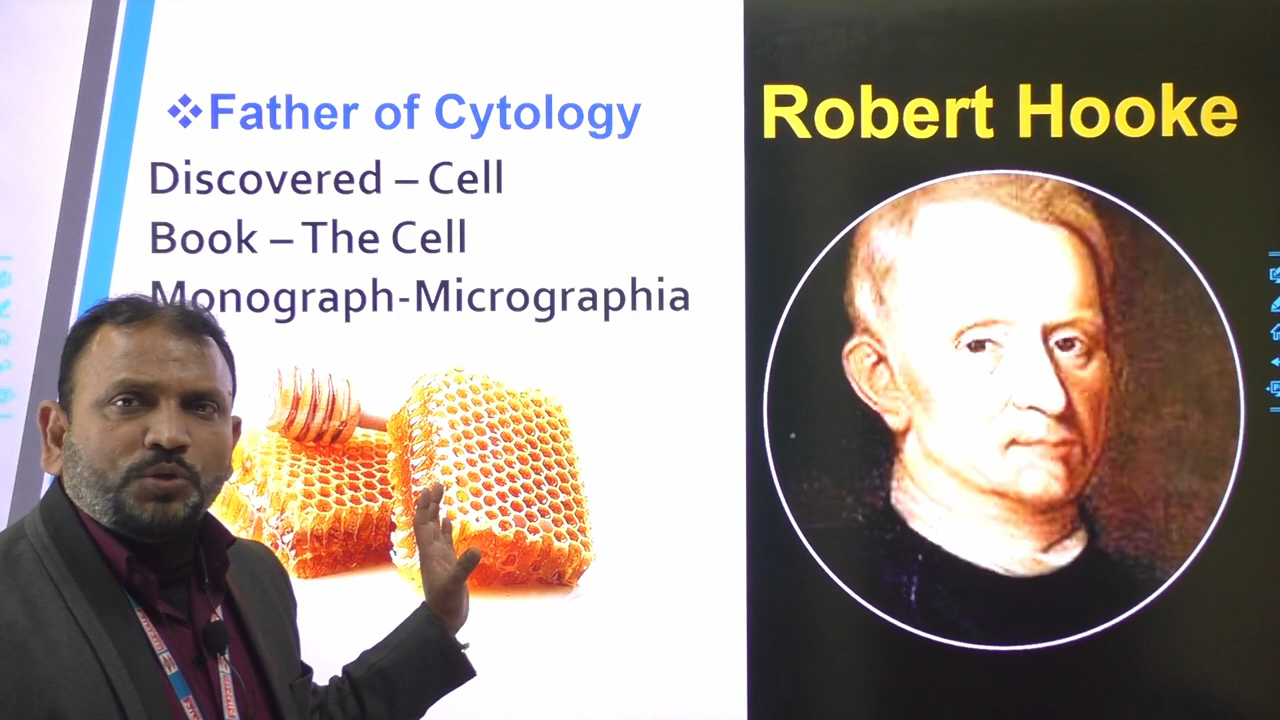 ❖Father of Cytology
Discovered – Cell
Book – The Cell
Monograph-Micrographia
Robert Hooke